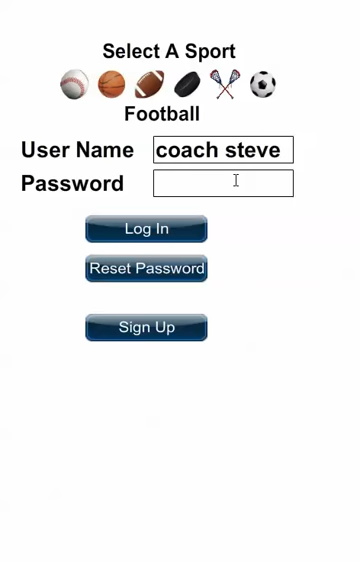 Select A Sport
Football
User Name coach steve
Password
Log In
Reset Password
Sign Up